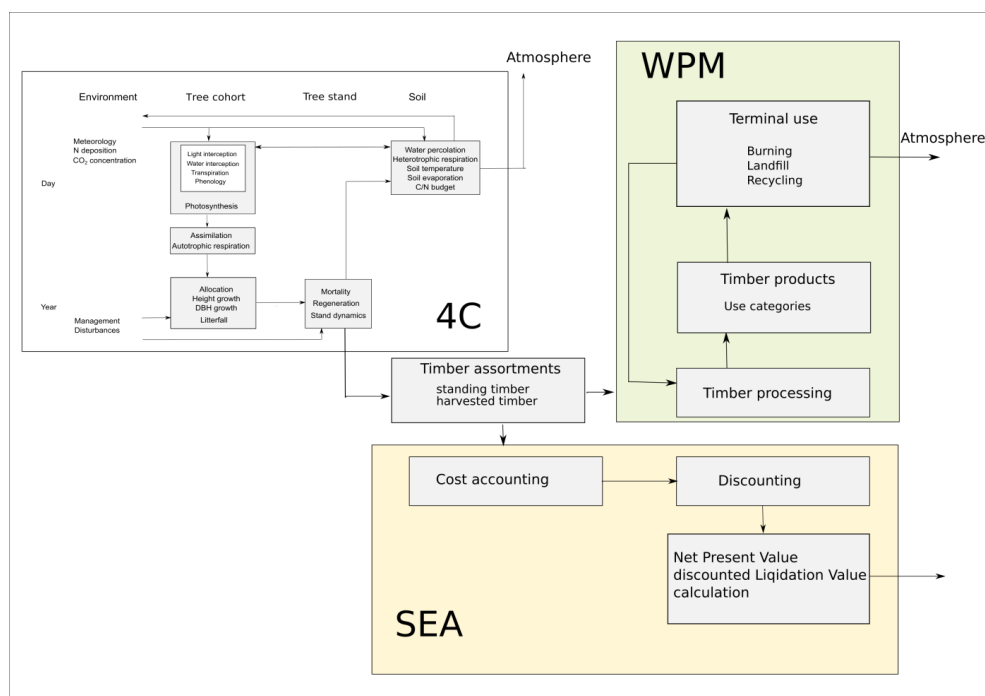 Atmosphere
Environment
Tree cohort
Tree stand
Soil
Meteorology
N deposition
CO₂ concentration
Day
Light interception
Water interception
Transpiration
Phenology
Photosynthesis
Water percolation
Heterotrophic respiration
Soil temperature
Soil evaporation
C/N budget
Assimilation
Autotrophic respiration
Year
Management
Disturbances
Allocation
Height growth
DBH growth
Litterfall
Mortality
Regeneration
Stand dynamics
4C
Timber assortments
standing timber
harvested timber
WPM
Terminal use
Burning
Landfill
Recycling
Atmosphere
Timber products
Use categories
Timber processing
Cost accounting
Discounting
Net Present Value
discounted Liqidation Value
calculation
SEA